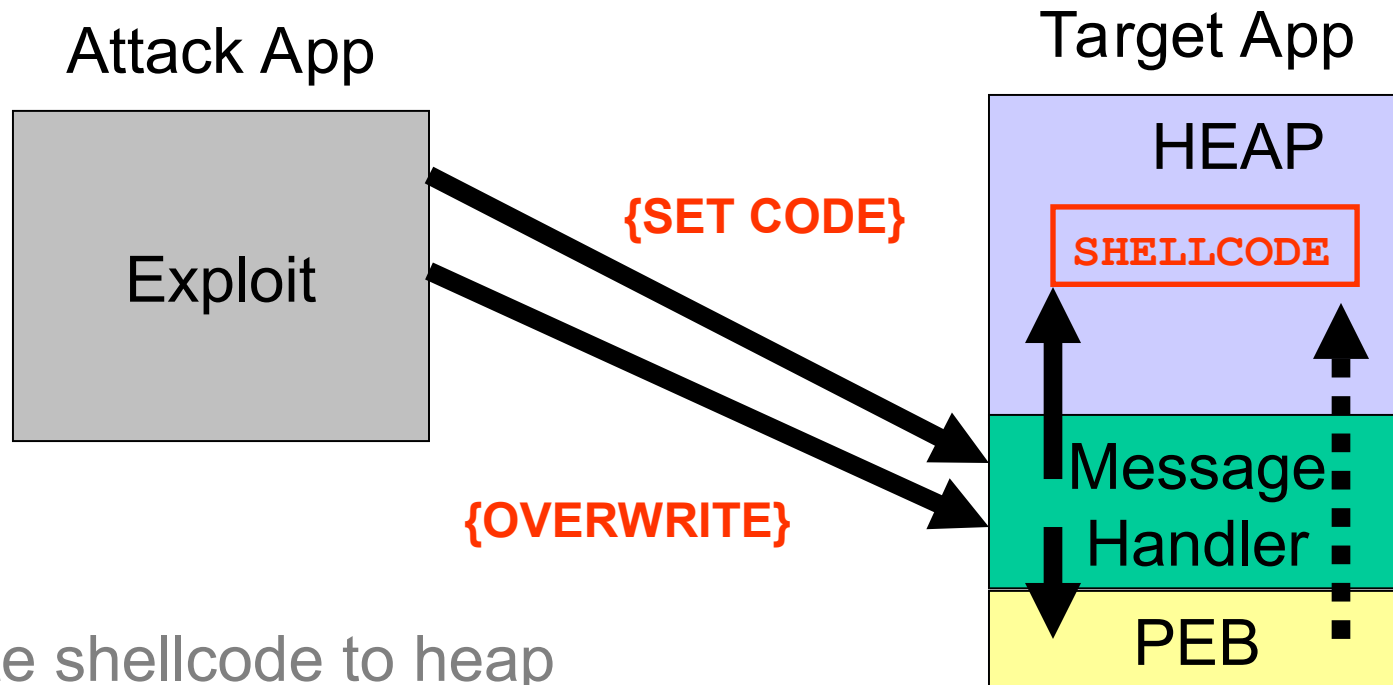 Attack App
Target App
Exploit
{SET CODE}
{OVERWRITE}
HEAP
SHELLCODE
Message
Handler
PEB
shellcode to heap